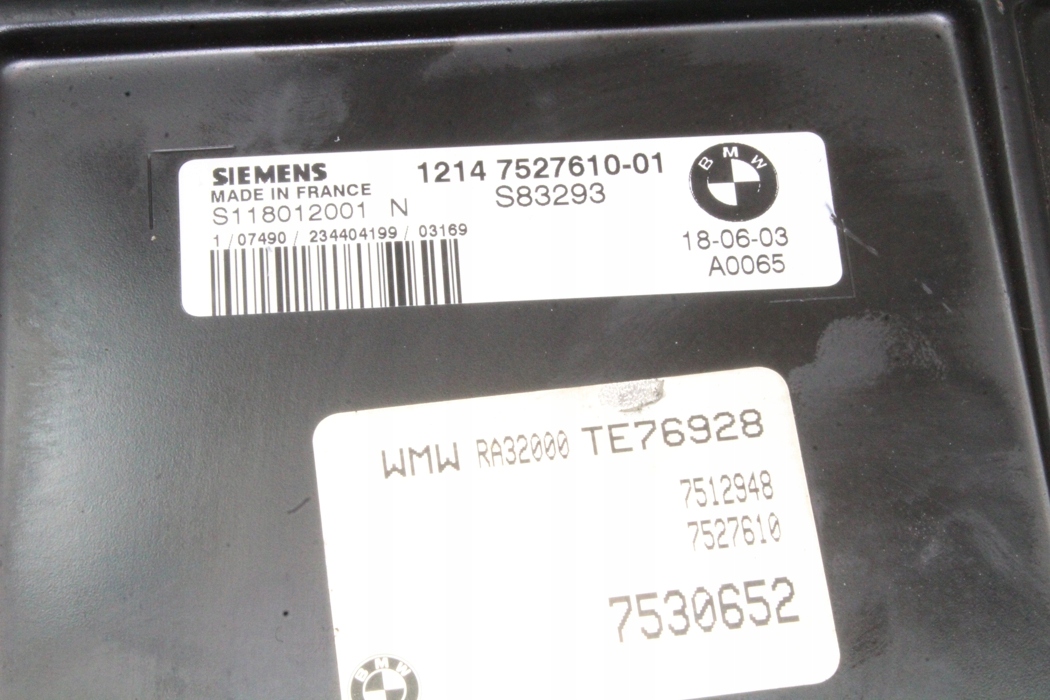 SIEMENS 1214 7527610-01 BMW
MADE IN FRANCE S83293
S118012001 N
1 / 07490 / 234404199 / 03169
18-06-03
A0065
WMW RA32000 TE76928
7512948
7527610
7530652
BMW